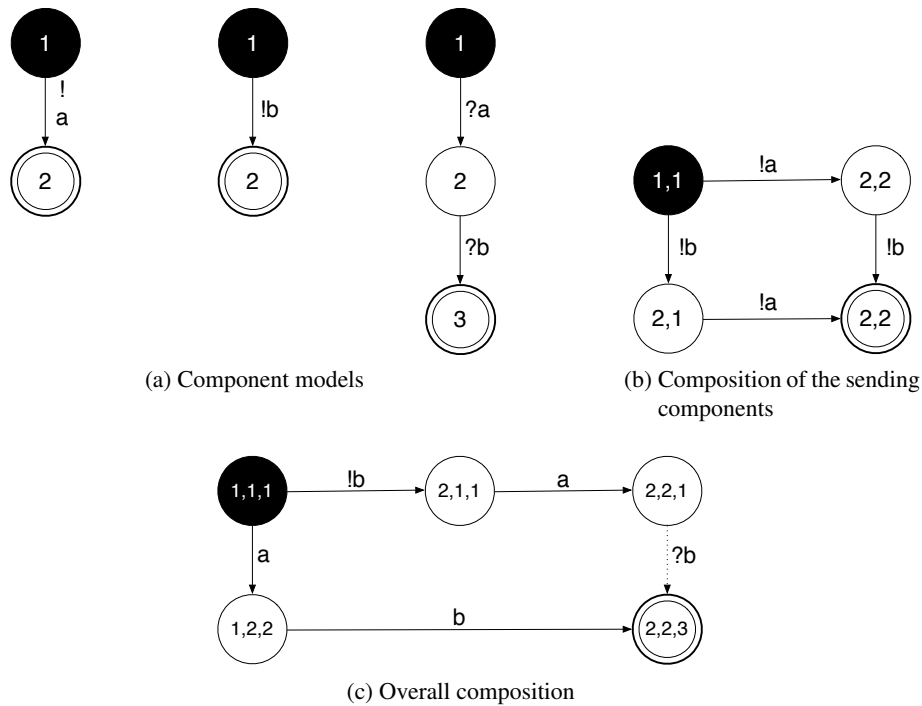 1
1
1
!
a
!b
?a
2
2
2
?b
3
1,1
!a
2,2
!b
!b
2,1
!a
2,2
(a) Component models
(b) Composition of the sending
components
1,1,1
!b
2,1,1
a
2,2,1
a
?b
1,2,2
b
2,2,3
(c) Overall composition